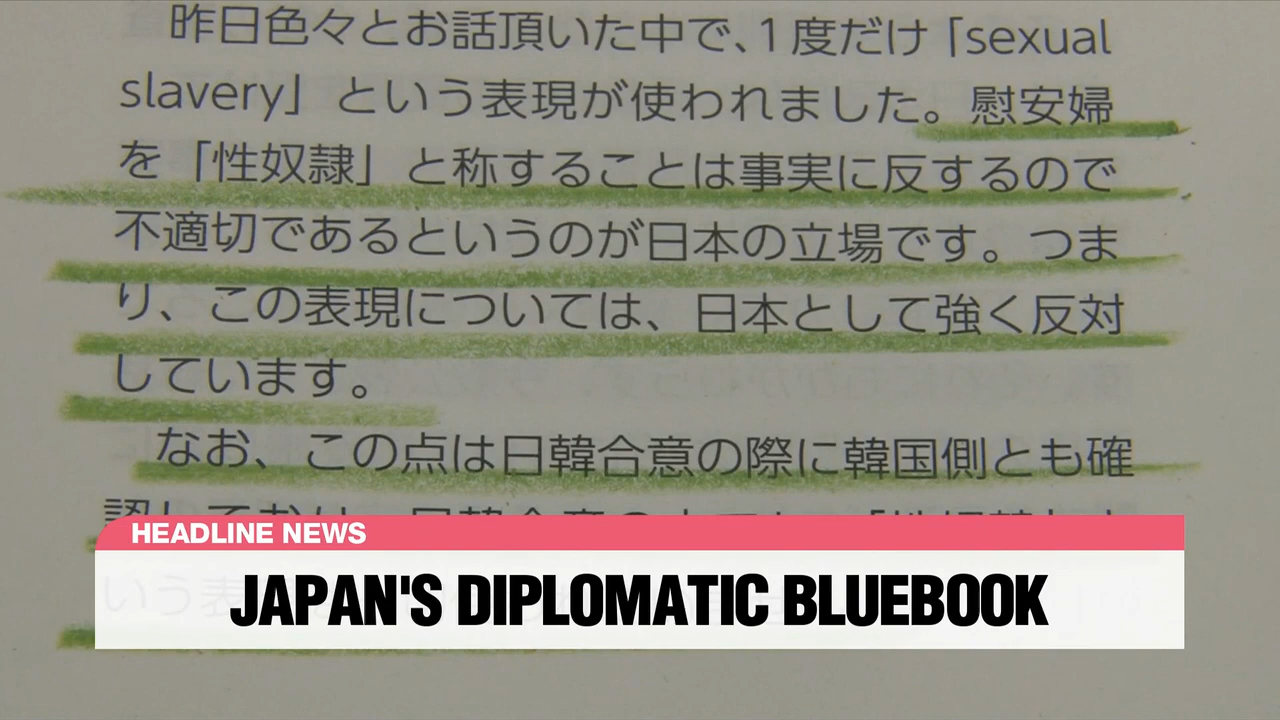 昨日色々とお話頂いた中で、1度だけ「sexual
slavery」という表現が使われました。慰安婦
を「性奴隷」と称することは事実に反するので
不適切であるというのが日本の立場です。つま
り、この表現については、日本として強く反対
しています。
なお、この点は日韓合意の際に韓国側とも確
HEADLINE NEWS
いう表
JAPAN'S DIPLOMATIC BLUEBOOK